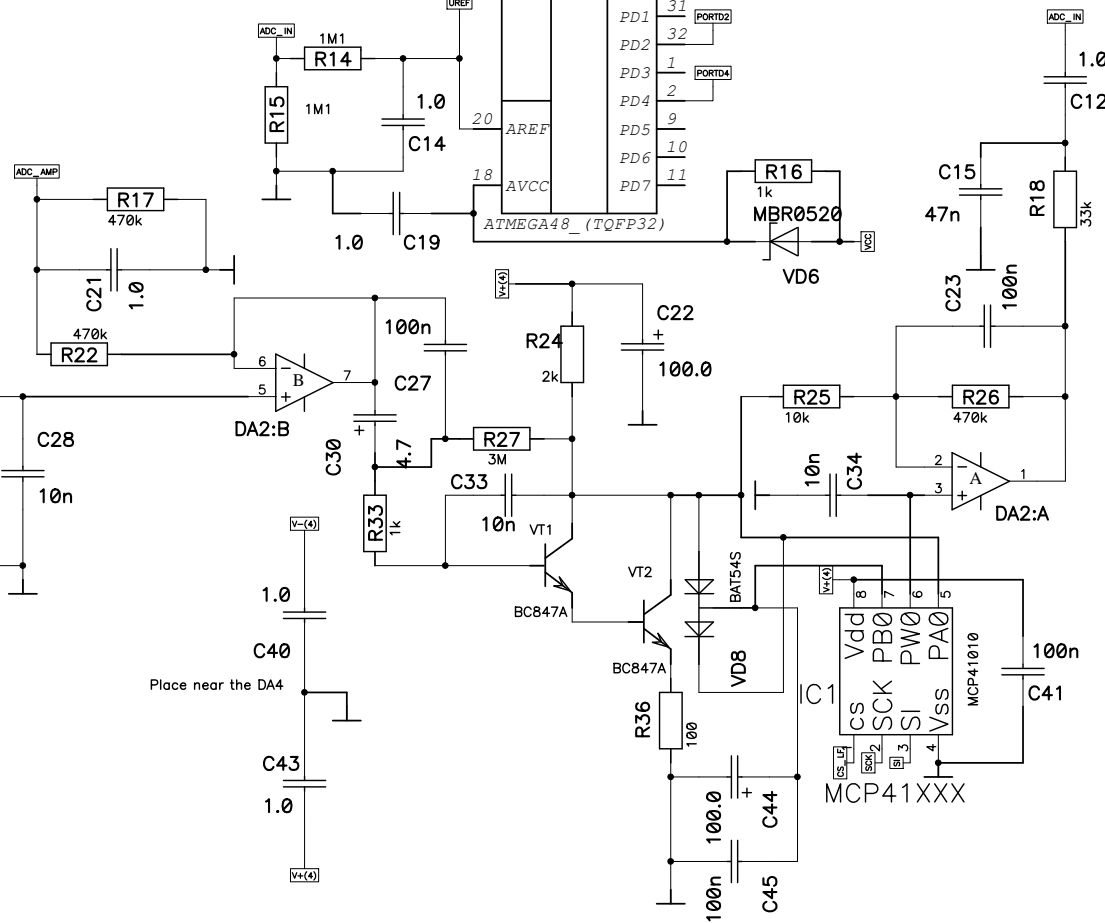 UREF
31
PD1
PORTD2
ADC_IN
ADC_IN
1M1
32
PD2
R14
1.0
1
PD3
PORTD4
2
PD4
C12
R15
1M1
1.0
20
AREF
9
PD5
C14
10
PD6
ADC_AMP
18
AVCC
11
PD7
R16
1k
C15
R18
33k
R17
470k
ATMEGA48_(TQFP32)
MBR0520
47n
1.0
C19
VCC
VD6
C21
1.0
V+(4)
C23
100n
470k
R22
100n
R24
2k
C22
+
100.0
6
B
7
5
+
C27
R25
10k
R26
470k
DA2:B
C28
C30
+
4.7
R27
3M
10n
C34
2
A
1
3
+
10n
C33
10n
DA2:A
V-(4)
R33
1k
VT1
BAT54S
VT2
V+(4)
8
7
6
5
1.0
BC847A
Vdd
PB0
PW0
PA0
C40
BC847A
VD8
MCP41010
100n
Place near the DA4
IC1
C41
R36
100
cs
SCK
SI
Vss
C43
CS_LF
1
SCK
2
SI
3
4
1.0
100.0
+
C44
MCP41XXX
V+(4)
100n
C45